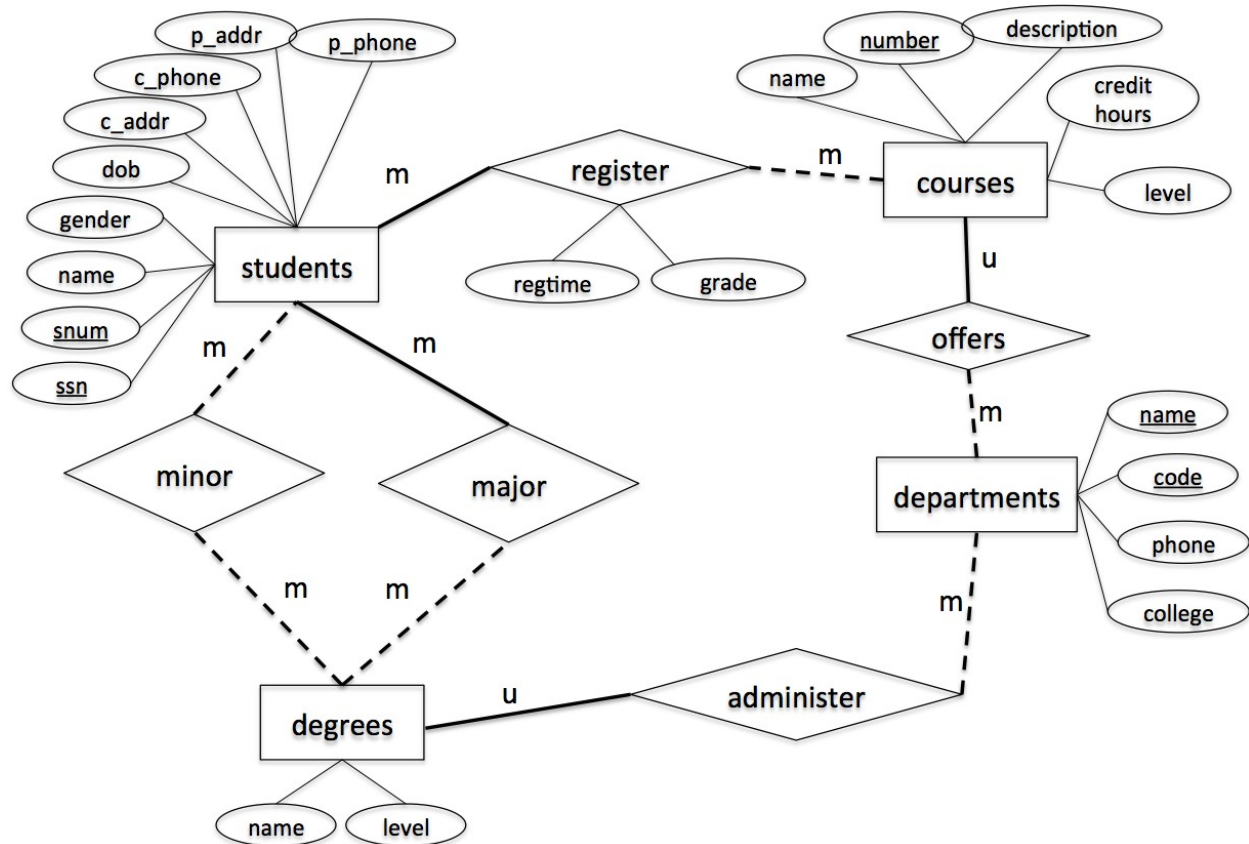 p_addr
p_phone
c_phone
c_addr
dob
gender
name
snum
ssn
students
m
register
m
regtime
grade
number
description
name
credit
hours
level
courses
u
offers
m
name
code
phone
college
departments
m
m
minor
major
m
m
m
administer
u
degrees
name
level